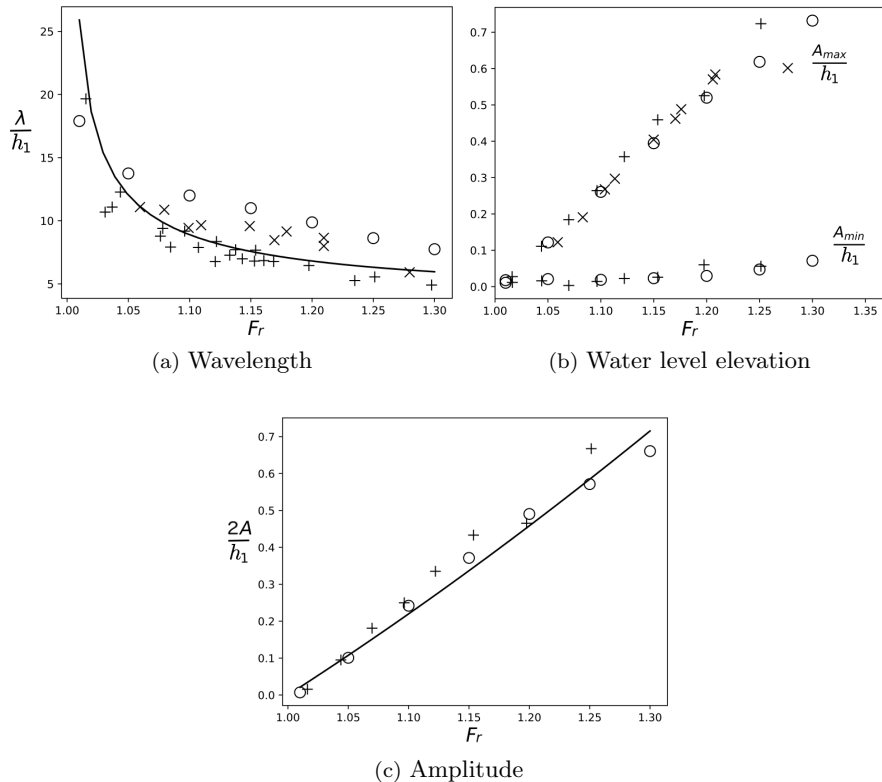 25
20
15
10
5
λ/h₁
1.00 1.05 1.10 1.15 1.20 1.25 1.30
Fᵣ
(a) Wavelength
0.7
0.6
0.5
0.4
0.3
0.2
0.1
0.0
A_max/h₁
A_min/h₁
1.00 1.05 1.10 1.15 1.20 1.25 1.30 1.35
Fᵣ
(b) Water level elevation
0.7
0.6
0.5
0.4
0.3
0.2
0.1
0.0
2A/h₁
1.00 1.05 1.10 1.15 1.20 1.25 1.30
Fᵣ
(c) Amplitude